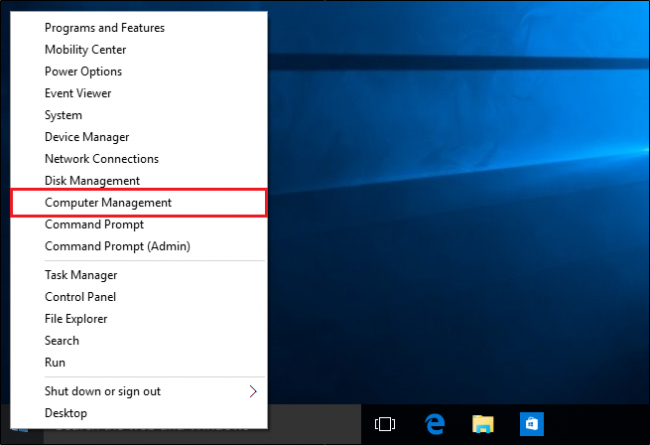 Programs and Features
Mobility Center
Power Options
Event Viewer
System
Device Manager
Network Connections
Disk Management
Computer Management
Command Prompt
Command Prompt (Admin)
Task Manager
Control Panel
File Explorer
Search
Run
Shut down or sign out
Desktop